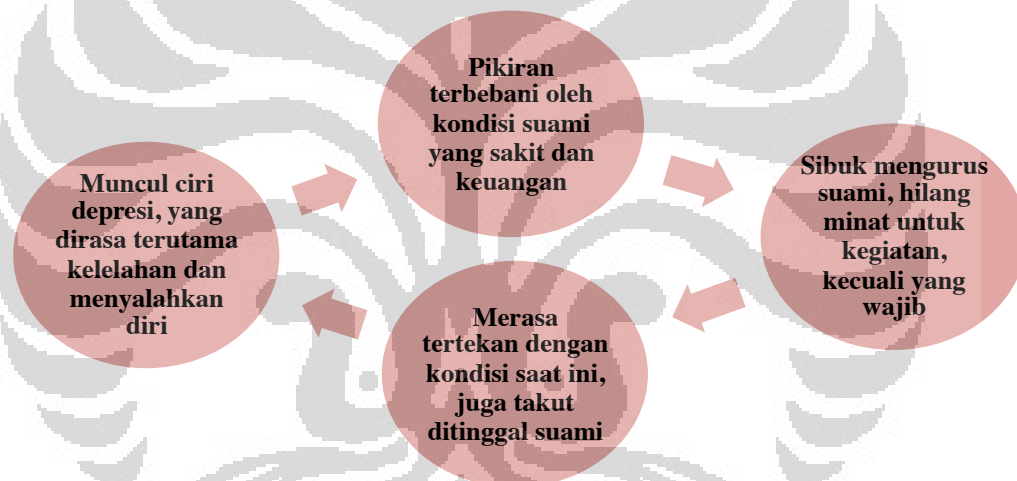 Pikiran
terbebani oleh
kondisi suami
yang sakit dan
keuangan
Sibuk mengurus
suami, hilang
minat untuk
kegiatan,
kecuali yang
wajib
Merasa
tertekan dengan
kondisi saat ini,
juga takut
ditinggal suami
Muncul ciri
depresi, yang
dirasa terutama
kelelahan dan
menyalahkan
diri